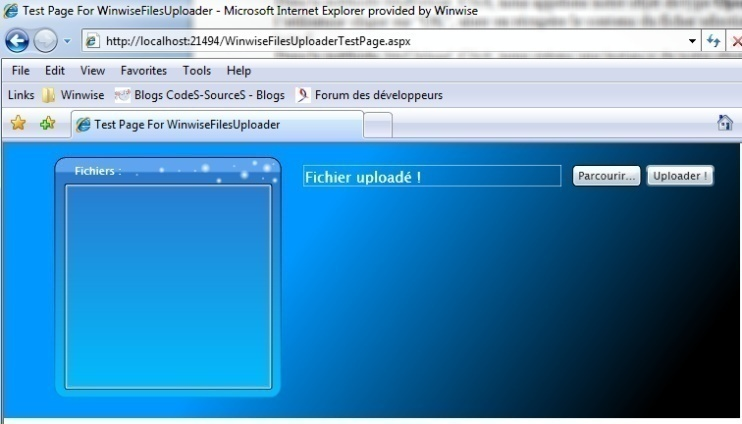 Test Page For WinwiseFilesUploader - Microsoft Internet Explorer provided by Winwise
http://localhost:21494/WinwiseFilesUploaderTestPage.aspx
File Edit View Favorites Tools Help
Links Winwise Blogs CodeS-SourceS - Blogs Forum des développeurs
Test Page For WinwiseFilesUploader
Fichiers :
Fichier uploadé ! Parcourir... Uploader !